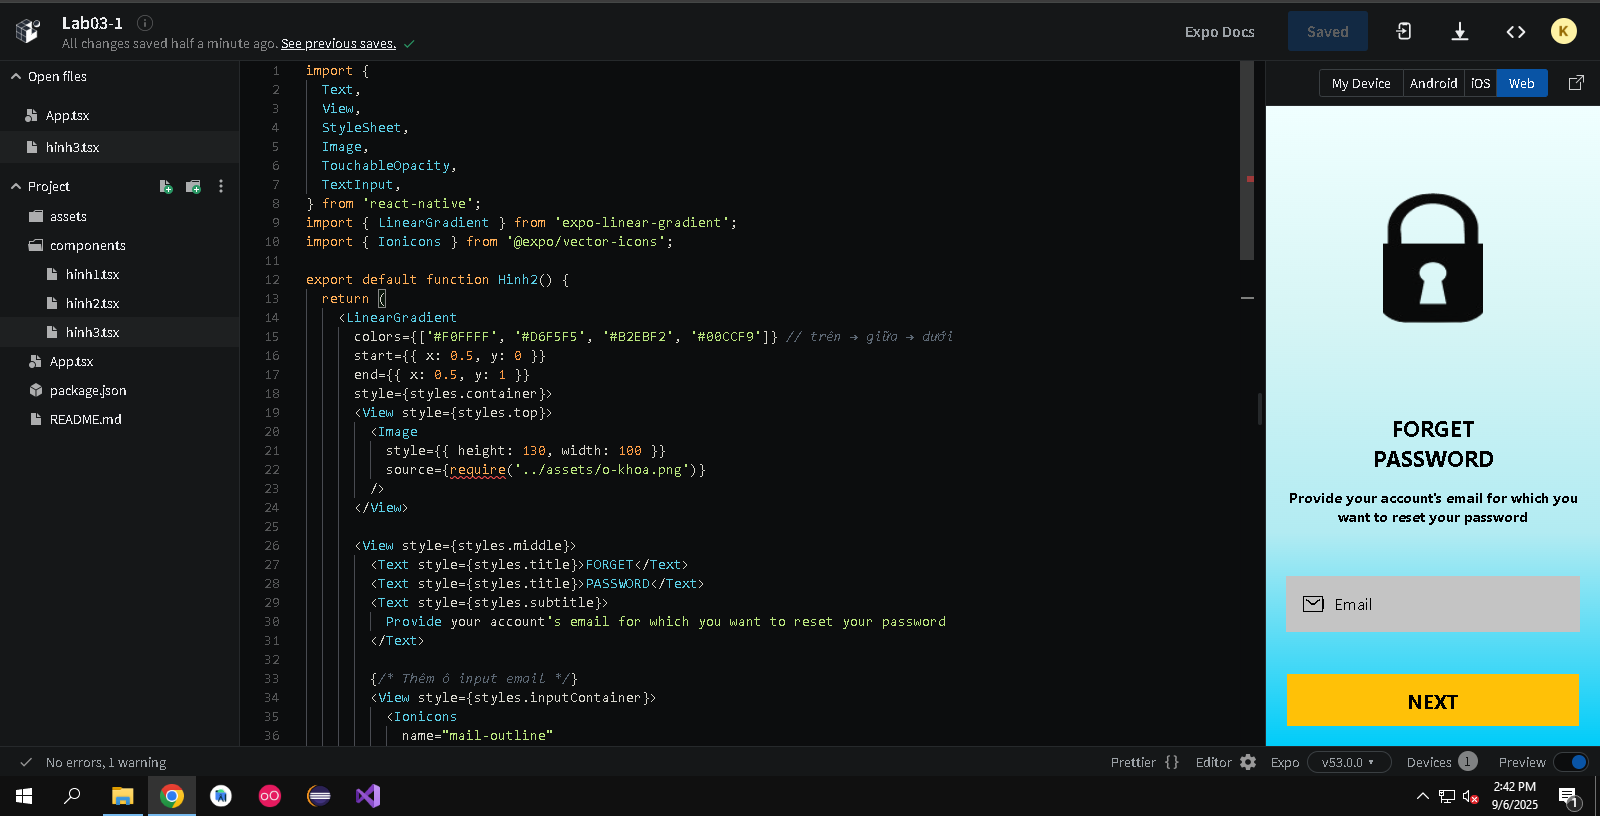 Lab03-1
All changes saved half a minute ago. See previous saves.
Expo Docs
Saved
K
Open files
App.tsx
hinh3.tsx
Project
assets
components
hinh1.tsx
hinh2.tsx
hinh3.tsx
App.tsx
package.json
README.md
1 import {
2 Text,
3 View,
4 StyleSheet,
5 Image,
6 TouchableOpacity,
7 TextInput,
8 } from 'react-native';
9 import { LinearGradient } from 'expo-linear-gradient';
10 import { Ionicons } from '@expo/vector-icons';
11
12 export default function Hinh2() {
13 return (
14 <LinearGradient
15 colors={['#F0FFFF', '#D6F5F5', '#B2EBF2', '#00CCF9']} // trên → giữa → dưới
16 start={{ x: 0.5, y: 0 }}
17 end={{ x: 0.5, y: 1 }}
18 style={styles.container}>
19 <View style={styles.top}>
20 <Image
21 style={{ height: 130, width: 100 }}
22 source={require('../assets/o-khoa.png')}
23 />
24 </View>
25
26 <View style={styles.middle}>
27 <Text style={styles.title}>FORGET</Text>
28 <Text style={styles.title}>PASSWORD</Text>
29 <Text style={styles.subtitle}>
30 Provide your account's email for which you want to reset your password
31 </Text>
32
33 {/* Thêm ô input email */}
34 <View style={styles.inputContainer}>
35 <Ionicons
36 name="mail-outline"
My Device Android iOS Web
FORGET
PASSWORD
Provide your account's email for which you
want to reset your password
Email
NEXT
No errors, 1 warning
Prettier {} Editor Expo v53.0.0 Devices 1 Preview
2:42 PM
9/6/2025
1